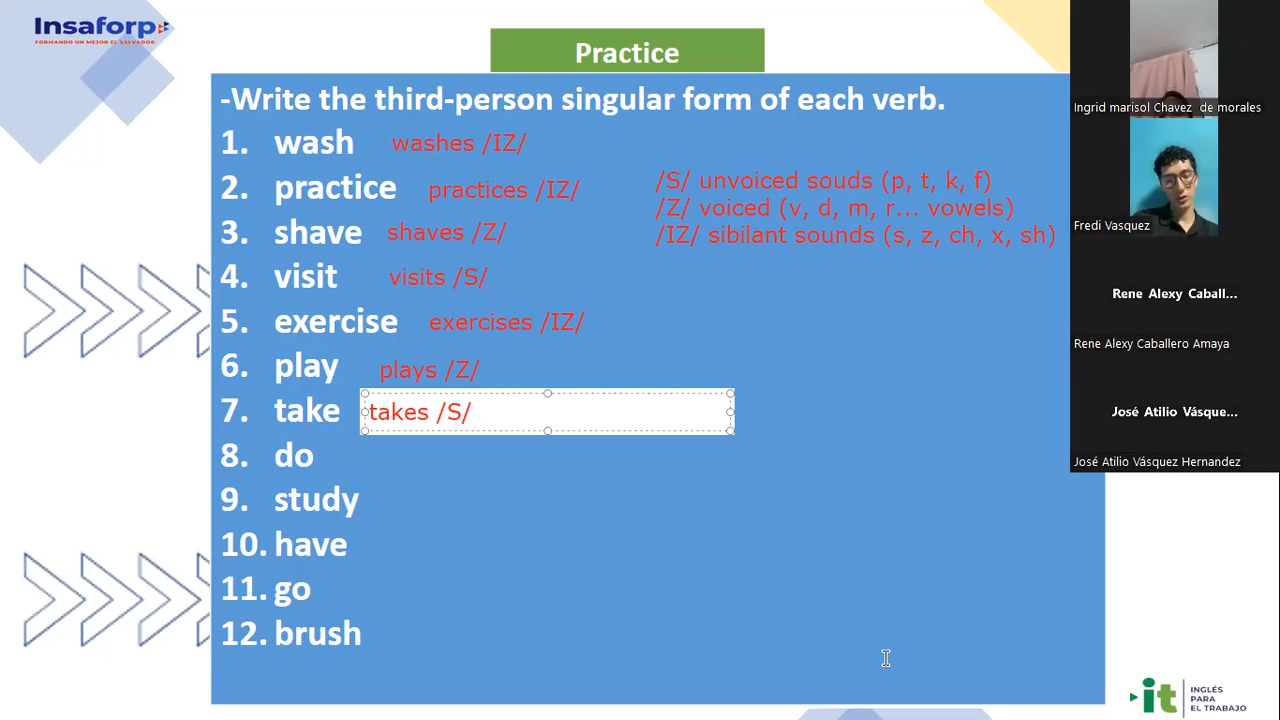 Insaforp
FORMANDO UN MEJOR EL SALVADOR
Practice
-Write the third-person singular form of each verb.
1. wash washes /IZ/
2. practice practices /IZ/
3. shave shaves /Z/
4. visit visits /S/
5. exercise exercises /IZ/
6. play plays /Z/
7. take takes /S/
8. do
9. study
10. have
11. go
12. brush
/S/ unvoiced souds (p, t, k, f)
/Z/ voiced (v, d, m, r... vowels)
/IZ/ sibilant sounds (s, z, ch, x, sh)
Ingrid marisol Chavez de morales
Fredi Vasquez
Rene Alexy Caball...
Rene Alexy Caballero Amaya
José Atilio Vásque...
José Atilio Vásquez Hernandez
it
INGLÉS
PARA
EL TRABAJO